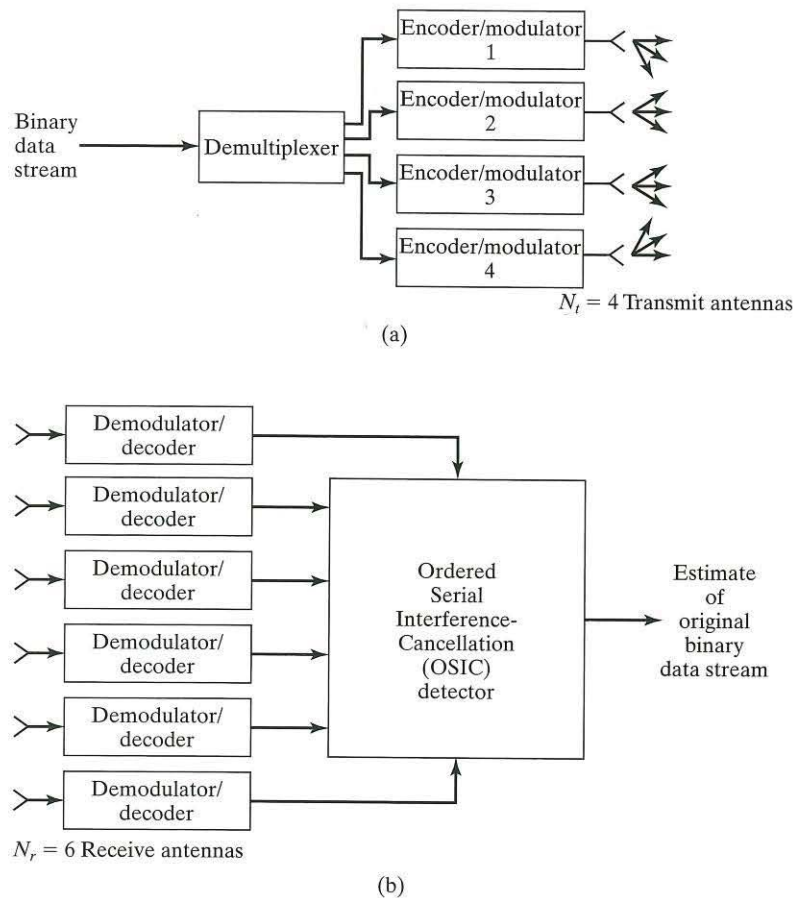 Encoder/modulator
1
Encoder/modulator
2
Binary
data
stream
Demultiplexer
Encoder/modulator
3
Encoder/modulator
4
N_t = 4 Transmit antennas
(a)
Demodulator/
decoder
Demodulator/
decoder
Demodulator/
decoder
Demodulator/
decoder
Demodulator/
decoder
Demodulator/
decoder
Ordered
Serial
Interference-
Cancellation
(OSIC)
detector
Estimate
of
original
binary
data stream
N_r = 6 Receive antennas
(b)